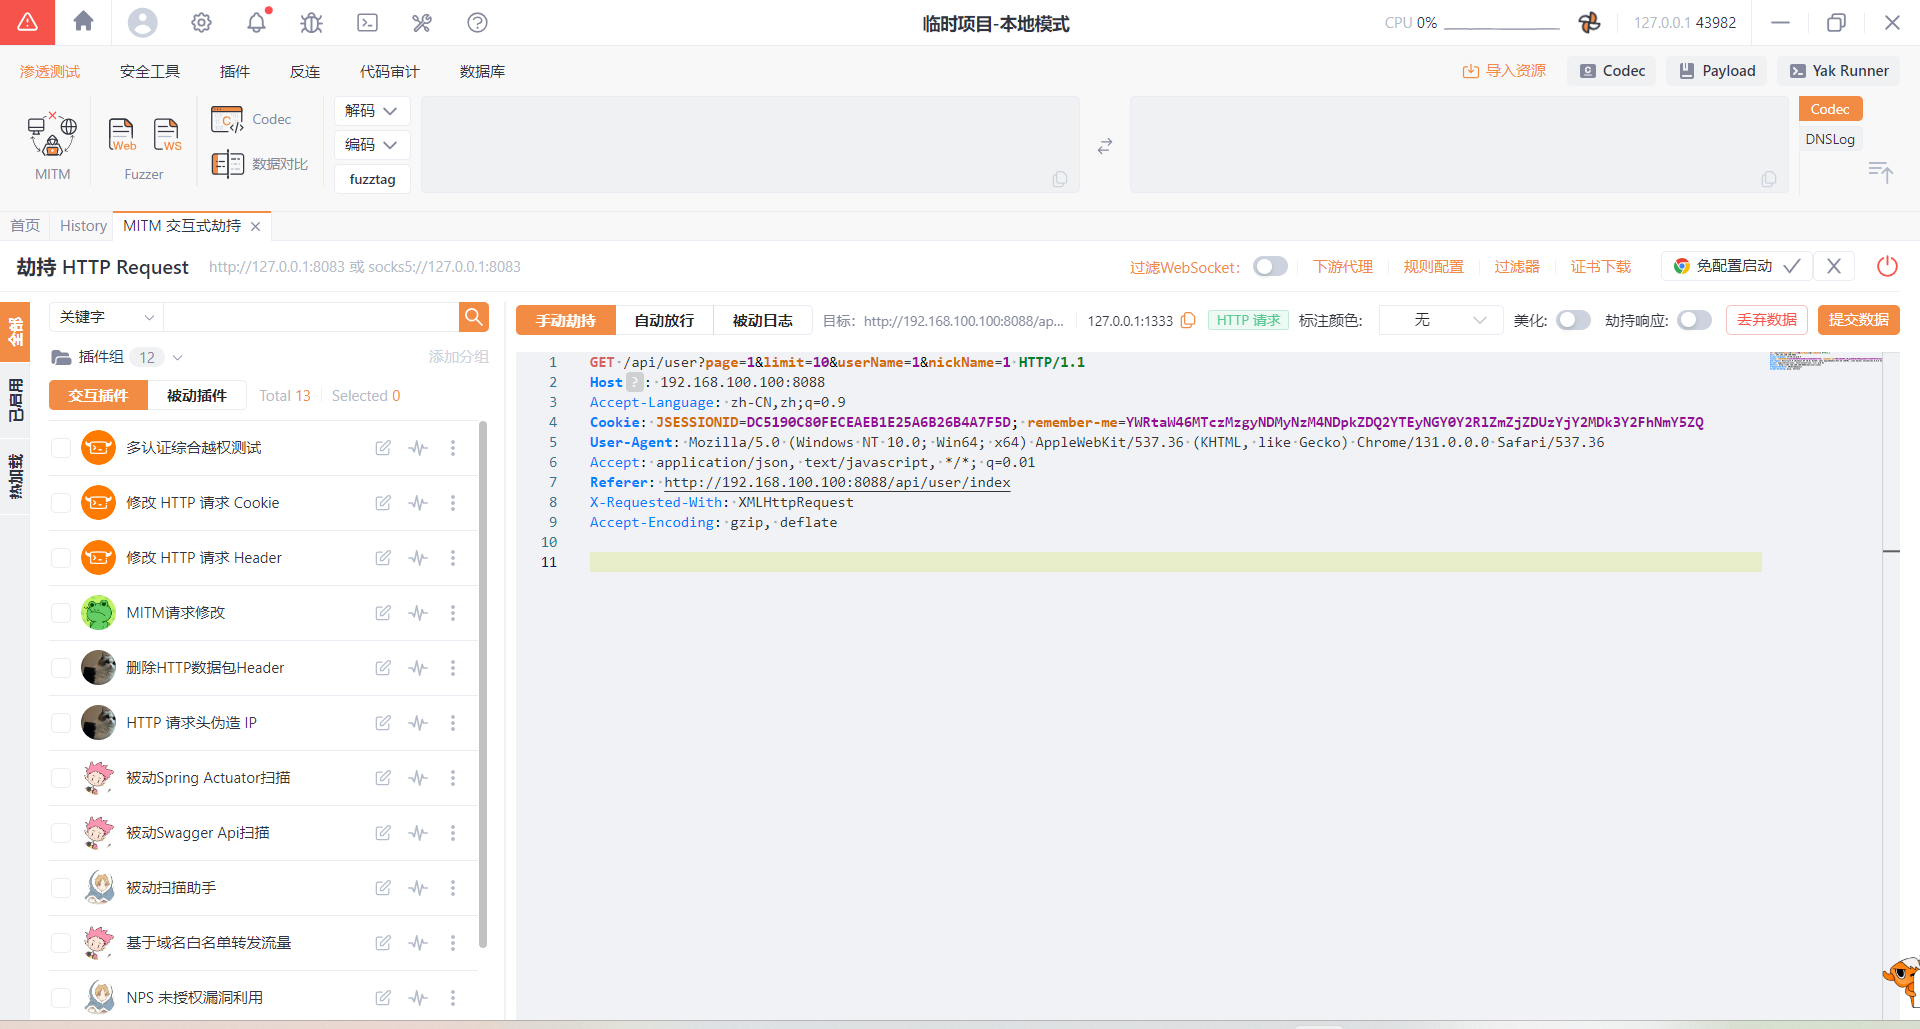 临时项目-本地模式
CPU 0%
127.0.0.1 43982
渗透测试 安全工具 插件 反连 代码审计 数据库
导入资源 Codec Payload Yak Runner
MITM
Web
WS
Fuzzer
Codec
数据对比
解码
编码
fuzztag
Codec
DNSLog
首页 History MITM 交互式劫持
劫持 HTTP Request http://127.0.0.1:8083 或 socks5://127.0.0.1:8083
过滤WebSocket: 下游代理 规则配置 过滤器 证书下载 免配置启动
全部
已启用
热加载
关键字
插件组 12 添加分组
交互插件 被动插件 Total 13 Selected 0
多认证综合越权测试
修改 HTTP 请求 Cookie
修改 HTTP 请求 Header
MITM请求修改
删除HTTP数据包Header
HTTP 请求头伪造 IP
被动Spring Actuator扫描
被动Swagger Api扫描
被动扫描助手
基于域名白名单转发流量
NPS 未授权漏洞利用
手动劫持 自动放行 被动日志 目标: http://192.168.100.100:8088/ap... 127.0.0.1:1333 HTTP 请求 标注颜色: 无 美化: 劫持响应: 丢弃数据 提交数据
1 GET /api/user?page=1&limit=10&userName=1&nickName=1 HTTP/1.1
2 Host ? : 192.168.100.100:8088
3 Accept-Language: zh-CN,zh;q=0.9
4 Cookie: JSESSIONID=DC5190C80FECEAEB1E25A6B26B4A7F5D; remember-me=YWRtaW46MTczMzgyNDMyNzM4NDpkZDQ2YTEyNGY0Y2R1ZmZjZDUzYjY2MDk3Y2FhNmY5ZQ
5 User-Agent: Mozilla/5.0 (Windows NT 10.0; Win64; x64) AppleWebKit/537.36 (KHTML, like Gecko) Chrome/131.0.0.0 Safari/537.36
6 Accept: application/json, text/javascript, */*; q=0.01
7 Referer: http://192.168.100.100:8088/api/user/index
8 X-Requested-With: XMLHttpRequest
9 Accept-Encoding: gzip, deflate
10
11